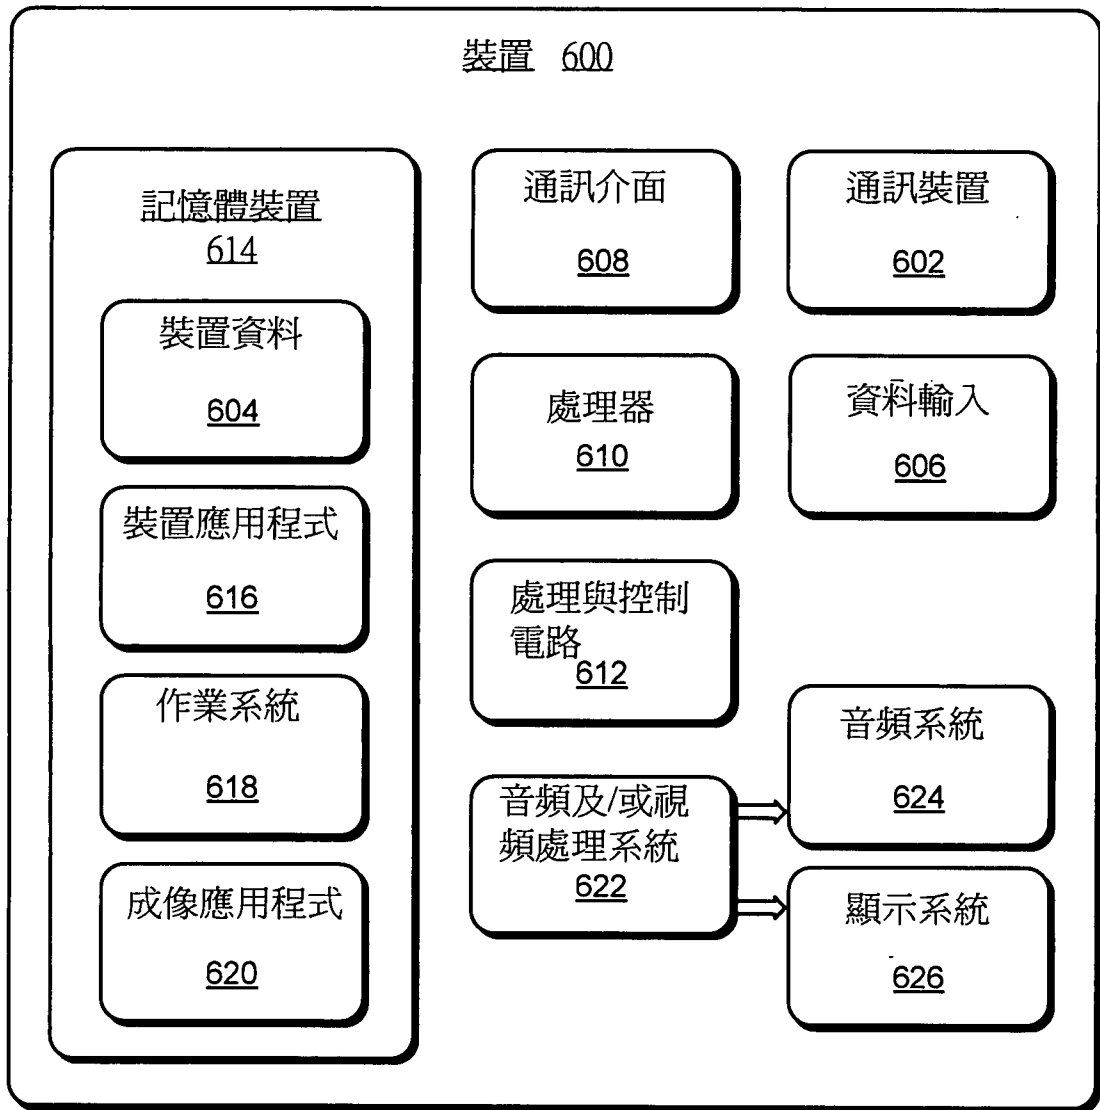 裝置 600
記憶體裝置
614
裝置資料
604
裝置應用程式
616
作業系統
618
成像應用程式
620
通訊介面
608
通訊裝置
602
處理器
610
資料輸入
606
處理與控制
電路
612
音頻及/或視
頻處理系統
622
音頻系統
624
顯示系統
626